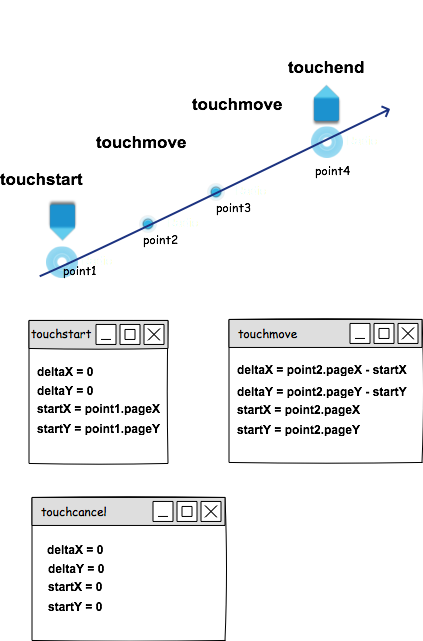 touchend
touchmove
touchmove
touchstart
point4
point3
point2
point1
touchstart
deltaX = 0
deltaY = 0
startX = point1.pageX
startY = point1.pageY
touchmove
deltaX = point2.pageX - startX
deltaY = point2.pageY - startY
startX = point2.pageX
startY = point2.pageY
touchcancel
deltaX = 0
deltaY = 0
startX = 0
startY = 0